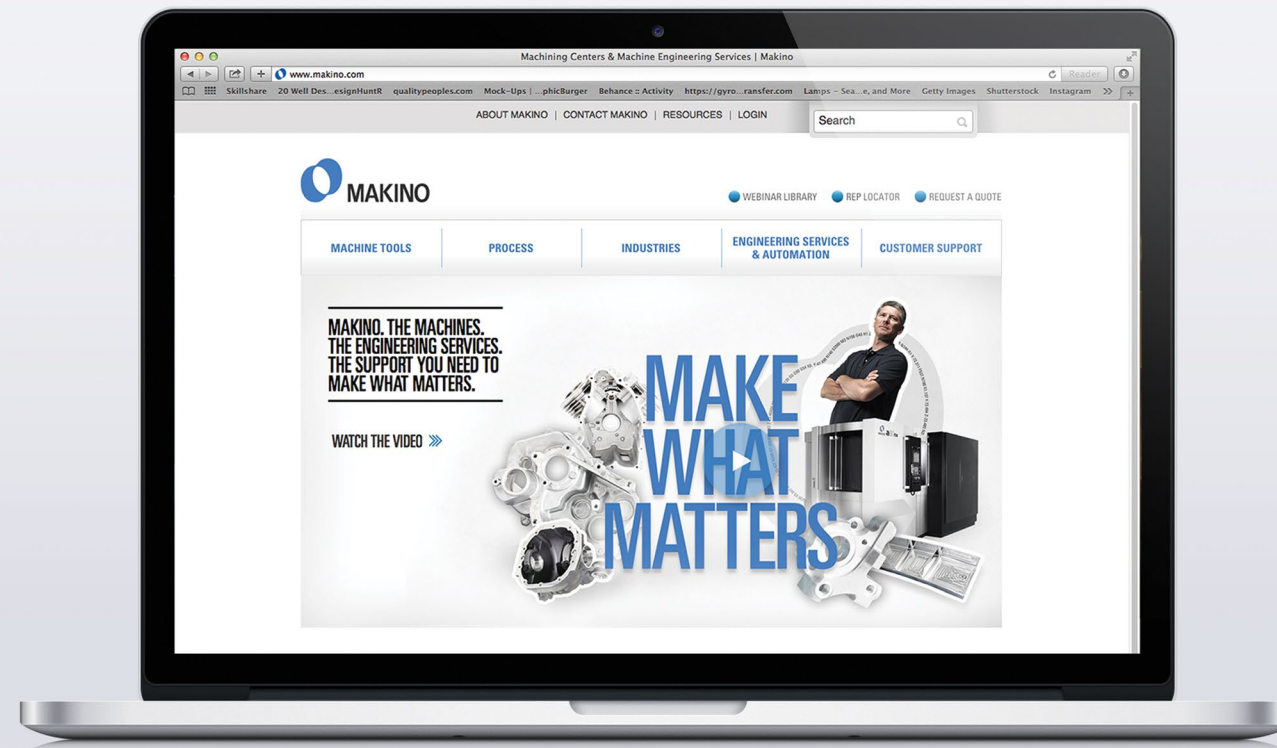 Machining Centers & Machine Engineering Services | Makino
www.makino.com
Reader
Skillshare 20 Well Des...esignHuntR qualitypeoples.com Mock-Ups | ...phicBurger Behance :: Activity https://gyro...ransfer.com Lamps - Sea...e, and More Getty Images Shutterstock Instagram
ABOUT MAKINO | CONTACT MAKINO | RESOURCES | LOGIN
Search
MAKINO
WEBINAR LIBRARY REP LOCATOR REQUEST A QUOTE
MACHINE TOOLS
PROCESS
INDUSTRIES
ENGINEERING SERVICES
& AUTOMATION
CUSTOMER SUPPORT
MAKINO. THE MACHINES.
THE ENGINEERING SERVICES.
THE SUPPORT YOU NEED TO
MAKE WHAT MATTERS.
WATCH THE VIDEO
MAKE
WHAT
MATTERS